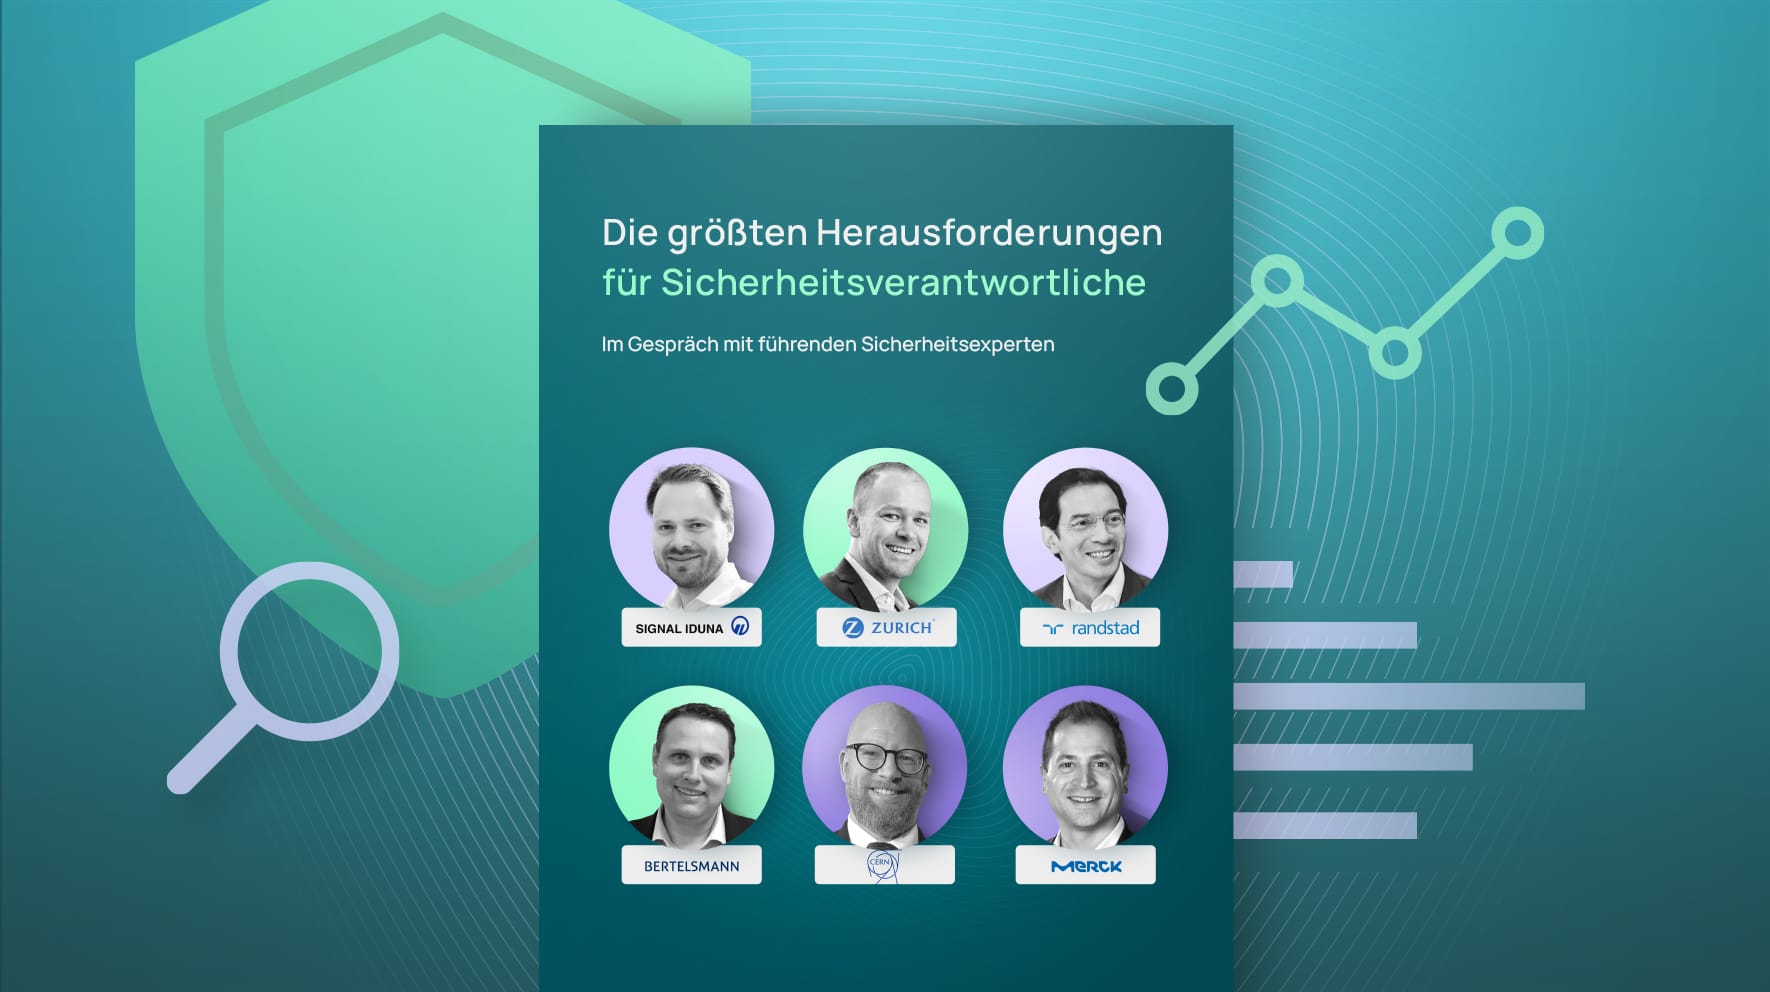 Die größten Herausforderungen
für Sicherheitsverantwortliche
Im Gespräch mit führenden Sicherheitsexperten
SIGNAL IDUNA
ZURICH
randstad
BERTELSMANN
CERN
MERCK